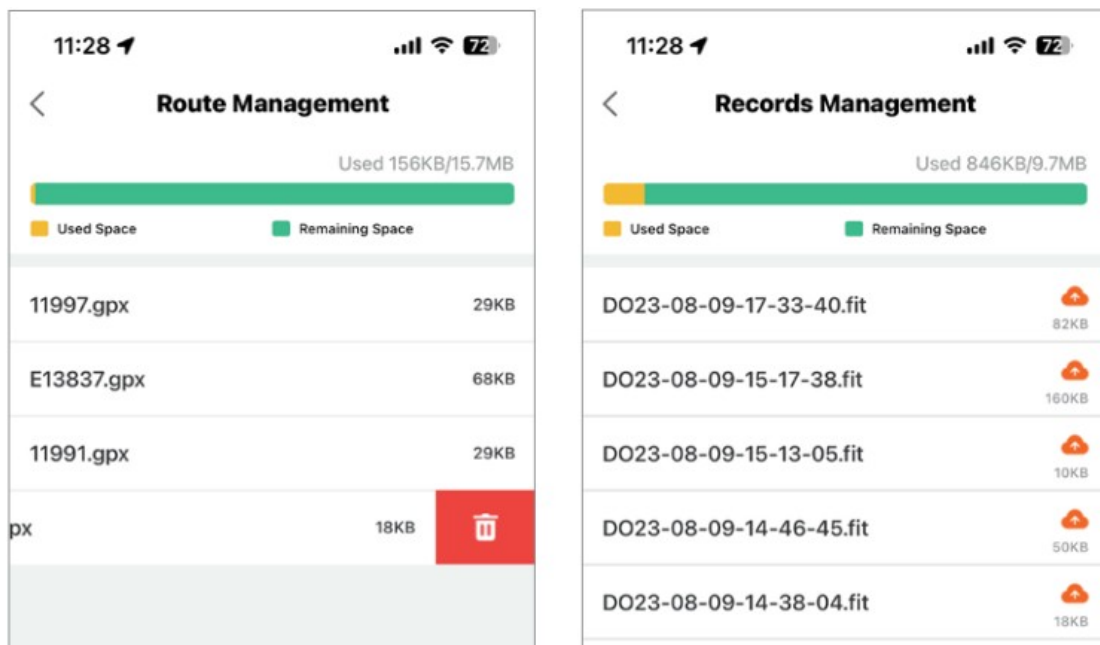 11:28
72
Route Management
Used 156KB/15.7MB
Used Space
Remaining Space
11997.gpx
29KB
E13837.gpx
68KB
11991.gpx
29KB
px
18KB
11:28
72
Records Management
Used 846KB/9.7MB
Used Space
Remaining Space
DO23-08-09-17-33-40.fit
82KB
DO23-08-09-15-17-38.fit
160KB
DO23-08-09-15-13-05.fit
10KB
DO23-08-09-14-46-45.fit
50KB
DO23-08-09-14-38-04.fit
18KB